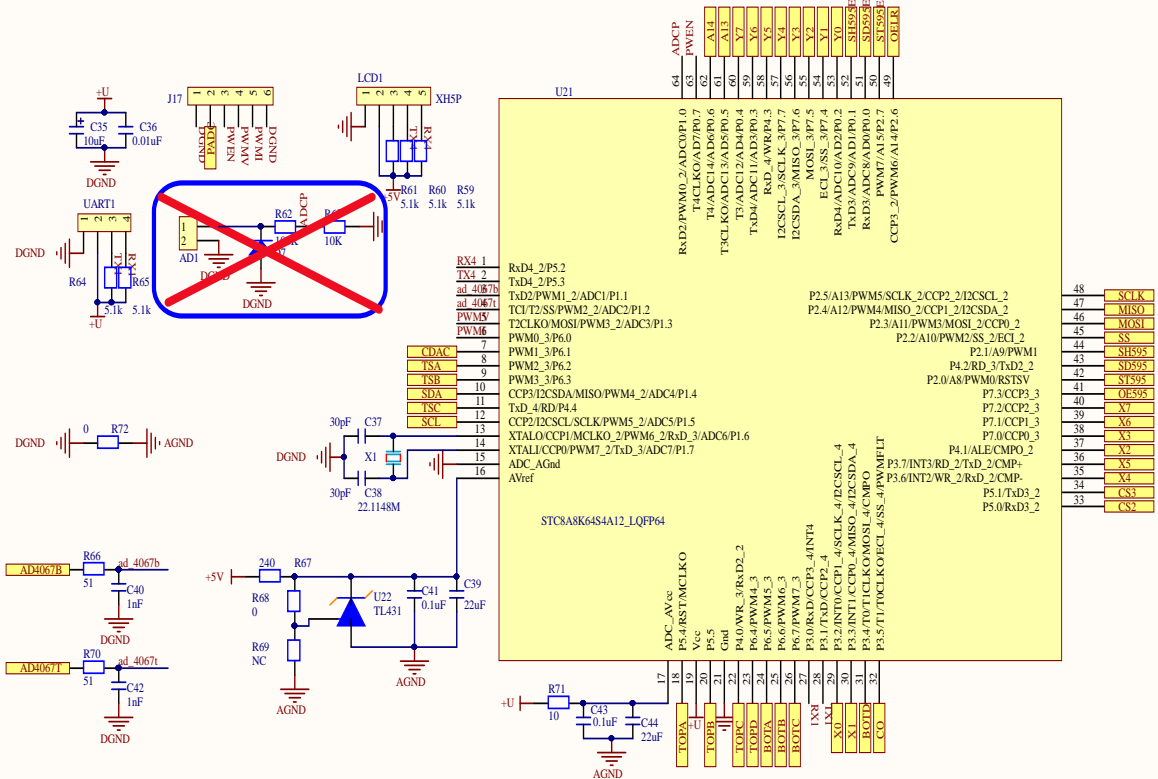 ADCP
PWEN
A14
A13
Y7
Y6
Y5
Y4
Y3
Y2
Y1
Y0
SH595E
SD595E
ST595E
OELR
64
63
62
61
60
59
58
57
56
55
54
53
52
51
50
49
U21
RxD2/PWM0_2/ADC0/P1.0
T4CLKO/AD7/P0.7
T4/ADC14/AD6/P0.6
T3CLKO/ADC13/AD5/P0.5
T3/ADC12/AD4/P0.4
TxD4/ADC11/AD3/P0.3
RxD_4/WR/P4.3
I2CSCL_3/SCLK_3/P7.7
I2CSDA_3/MISO_3/P7.6
MOSI_3/P7.5
ECI_3/SS_3/P7.4
RxD4/ADC10/AD2/P0.2
TxD3/ADC9/AD1/P0.1
RxD3/ADC8/AD0/P0.0
PWM7/A15/P2.7
CCP3_2/PWM6/A14/P2.6
+U
C35
10uF
C36
0.01uF
DGND
J17
1 2 3 4 5 6
DGND
PAD
PWEN
PWMV
PWMI
DGND
LCD1
1 2 3 4 5
XH5P
TX4
RX4
+5V
R61 R60 R59
5.1k 5.1k 5.1k
UART1
1 2 3 4
DGND
R64
R65
5.1k 5.1k
+U
1
2
AD1
R62
ADCP
10K
DGND
DGND
RX4 1 RxD4_2/P5.2
TX4 2 TxD4_2/P5.3
ad_4067b 3 TxD2/PWM1_2/ADC1/P1.1
ad_4067t 4 TCI/T2/SS/PWM2_2/ADC2/P1.2
PWMV 5 T2CLKO/MOSI/PWM3_2/ADC3/P1.3
6 PWM0_3/P6.0
CDAC 7 PWM1_3/P6.1
TSA 8 PWM2_3/P6.2
TSB 9 PWM3_3/P6.3
SDA 10 CCP3/I2CSDA/MISO/PWM4_2/ADC4/P1.4
TSC 11 TxD_4/RD/P4.4
SCL 12 CCP2/I2CSCL/SCLK/PWM5_2/ADC5/P1.5
13 XTALO/CCP1/MCLKO_2/PWM6_2/RxD_3/ADC6/P1.6
14 XTALI/CCP0/PWM7_2/TxD_3/ADC7/P1.7
15 ADC_AGnd
16 AVref
P2.5/A13/PWM5/SCLK_2/CCP2_2/I2CSCL_2 48 SCLK
P2.4/A12/PWM4/MISO_2/CCP1_2/I2CSDA_2 47 MISO
P2.3/A11/PWM3/MOSI_2/CCP0_2 46 MOSI
P2.2/A10/PWM2/SS_2/ECI_2 45 SS
P2.1/A9/PWM1 44 SH595
P4.2/RD_3/TxD2_2 43 SD595
P2.0/A8/PWM0/RSTSV 42 ST595
P7.3/CCP3_3 41 OE595
P7.2/CCP2_3 40 X7
P7.1/CCP1_3 39 X6
P7.0/CCP0_3 38 X3
P4.1/ALE/CMPO_2 37 X2
P3.7/INT3/RD_2/TxD_2/CMP+ 36 X5
P3.6/INT2/WR_2/RxD_2/CMP- 35 X4
P5.1/TxD3_2 34 CS3
P5.0/RxD3_2 33 CS2
DGND
0
R72
AGND
30pF
C37
DGND
X1
30pF
C38
22.1148M
STC8A8K64S4A12_LQFP64
AD4067B
R66
51
ad_4067b
C40
1nF
DGND
AD4067T
R70
51
ad_4067t
C42
1nF
DGND
+5V
240
R67
R68
0
R69
NC
AGND
U22
TL431
C41
0.1uF
C39
22uF
AGND
ADC_AVcc
P5.4/RST/MCLKO
Vcc
P5.5
Gnd
P4.0/WR_3/RxD2_2
P6.4/PWM4_3
P6.5/PWM5_3
P6.6/PWM6_3
P6.7/PWM7_3
P3.0/RxD/CCP3_4/INT4
P3.1/TxD/CCP2_4
P3.2/INT0/CCP1_4/SCLK_4/I2CSCL_4
P3.3/INT1/CCP0_4/MISO_4/I2CSDA_4
P3.4/T0/T1CLKO/MOSI_4/CMPO
P3.5/T1/T0CLKO/ECI_4/SS_4/PWMFLT
17
18
19
20
21
22
23
24
25
26
27
28
29
30
31
32
TOPA
+U
TOPB
TOPC
TOPD
BOTA
BOTB
BOTC
RX1
TX1
X0
X1
BOTD
CO
+U
R71
10
C43
0.1uF
C44
22uF
AGND